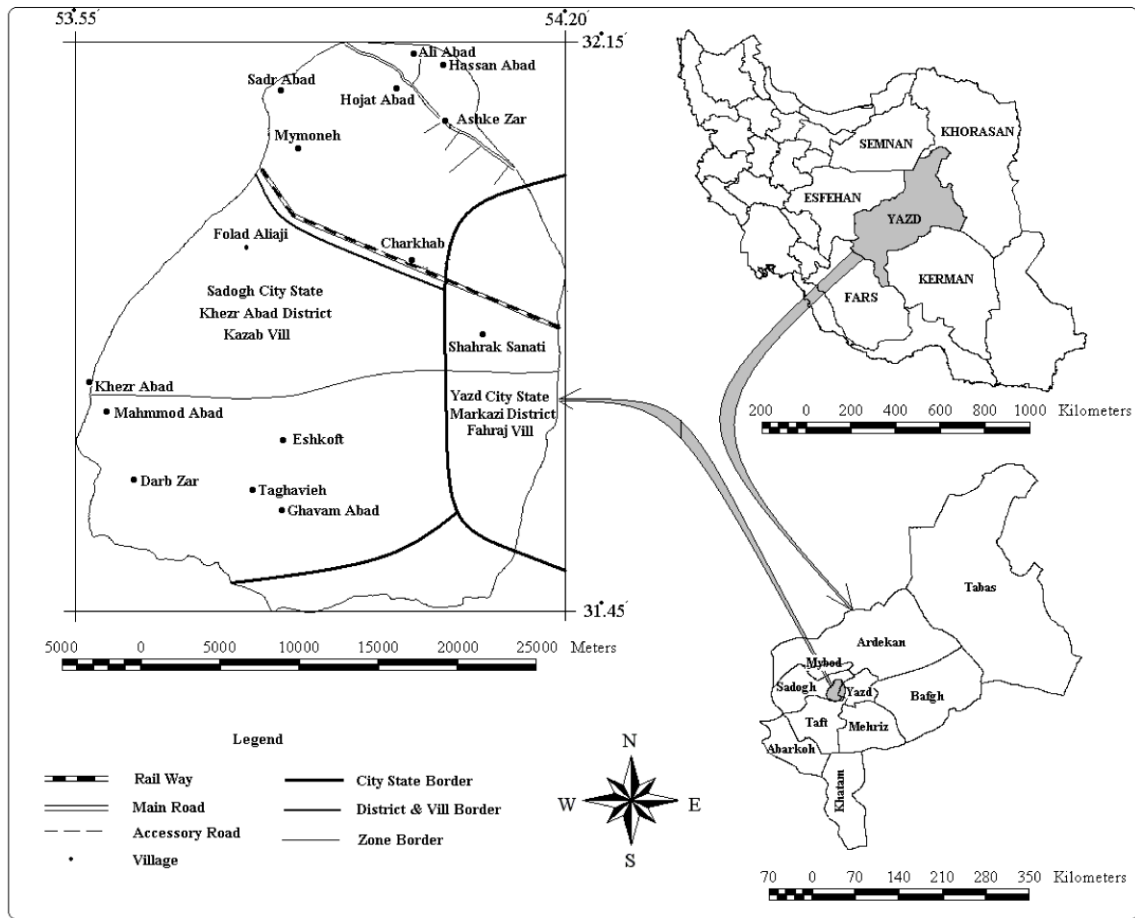 53.55
54.20
32.15
Ali Abad
Hassan Abad
Sadr Abad
Hojat Abad
Ashke Zar
Mymoneh
Folad Aliaji
Charkhab
Sadogh City State
Khezr Abad District
Kazab Vill
Shahrak Sanati
Khezr Abad
Mahmmod Abad
Yazd City State
Markazi District
Fahraj Vill
Eshkoft
Darb Zar
Taghavieh
Ghavam Abad
31.45
5000 0 5000 10000 15000 20000 25000 Meters
SEMNAN
KHORASAN
ESFEHAN
YAZD
KERMAN
FARS
200 0 200 400 600 800 1000 Kilometers
Tabas
Ardekan
Mybod
Sadogh
Yazd
Bafgh
Taft
Mehriz
Abarkoh
Khatam
70 0 70 140 210 280 350 Kilometers
Legend
Rail Way
Main Road
Accessory Road
Village
City State Border
District & Vill Border
Zone Border
N
W E
S